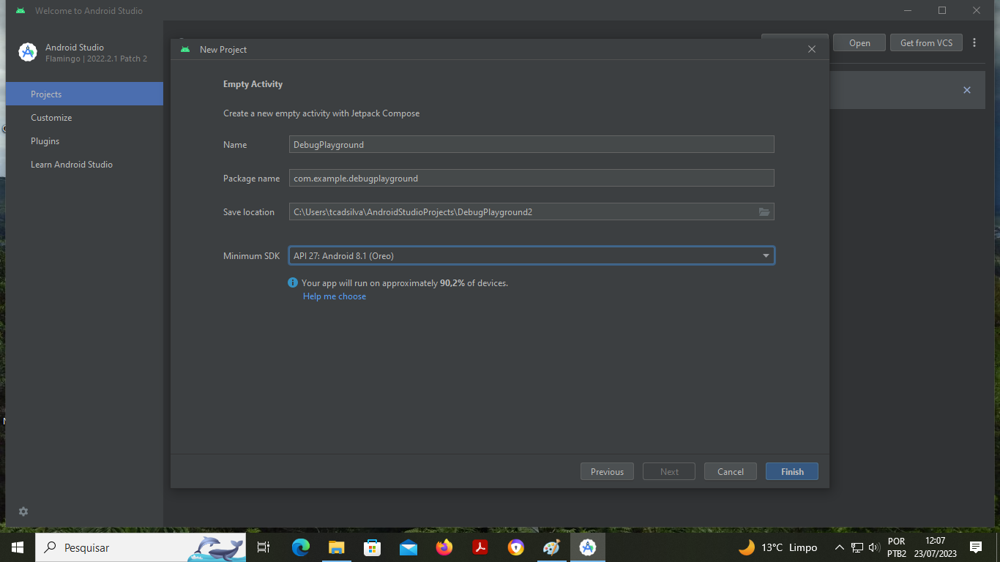 Welcome to Android Studio
Android Studio
Flamingo | 2022.2.1 Patch 2
Projects
Customize
Plugins
Learn Android Studio
Open
Get from VCS
New Project
Empty Activity
Create a new empty activity with Jetpack Compose
Name
DebugPlayground
Package name
com.example.debugplayground
Save location
C:\Users\tcadsilva\AndroidStudioProjects\DebugPlayground2
Minimum SDK
API 27: Android 8.1 (Oreo)
Your app will run on approximately 90,2% of devices.
Help me choose
Previous
Next
Cancel
Finish
Pesquisar
13°C Limpo
POR
PTB2
12:07
23/07/2023